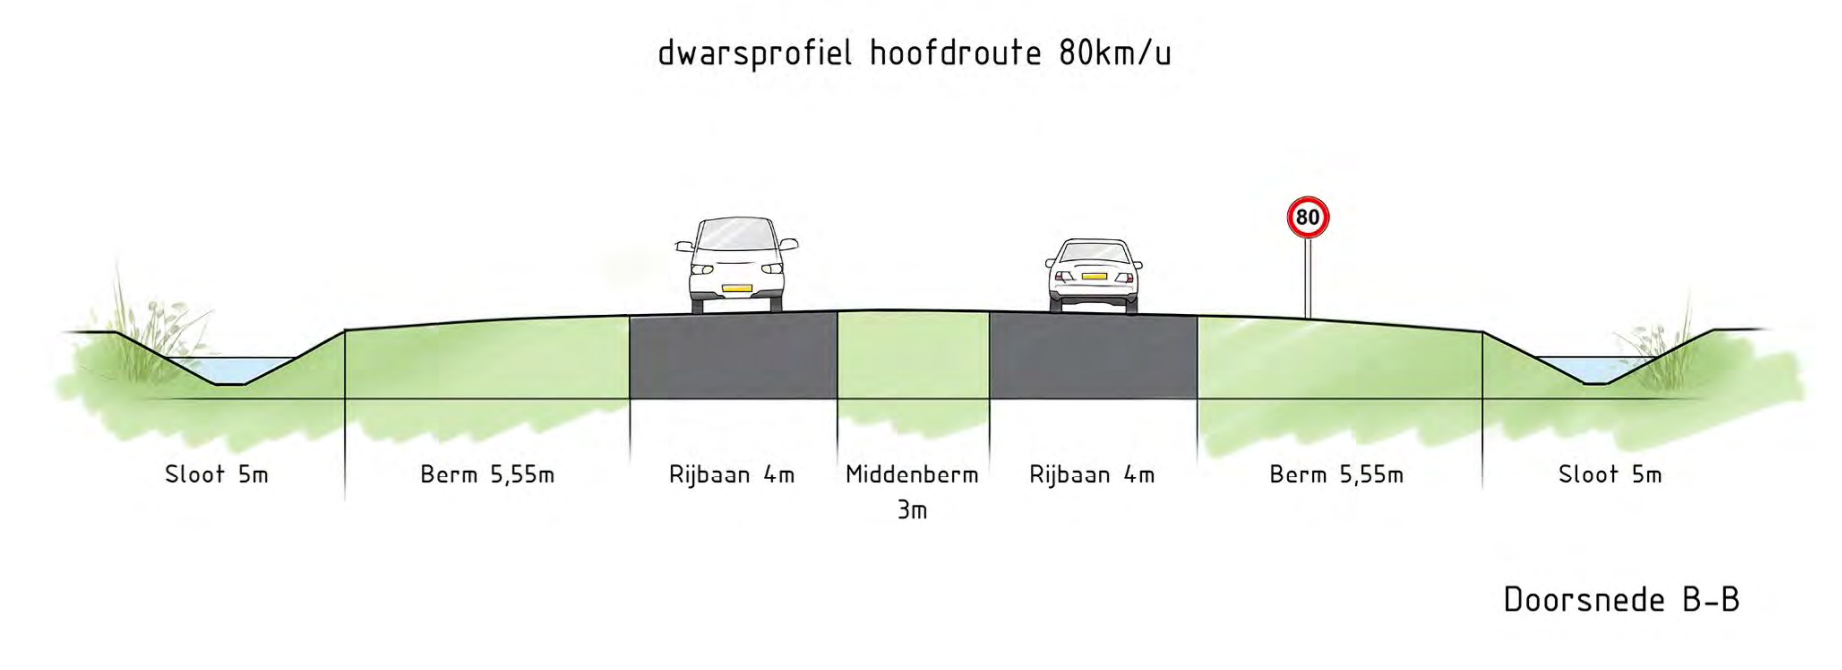 dwarsprofiel hoofdroute 80km/u
80
Sloot 5m
Berm 5,55m
Rijbaan 4m
Middenberm
3m
Rijbaan 4m
Berm 5,55m
Sloot 5m
Doorsnede B-B